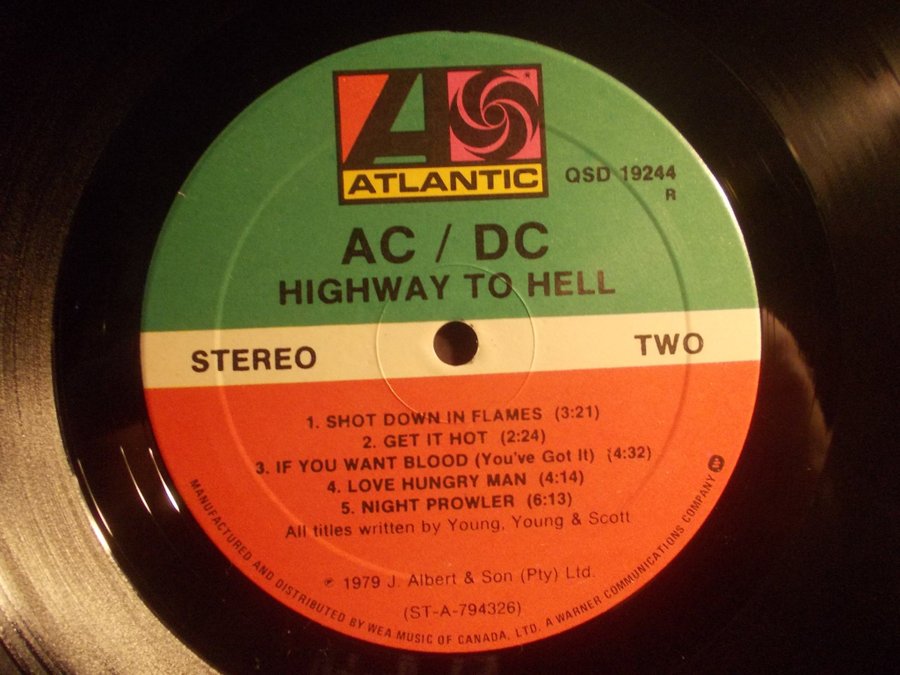 ATLANTIC
QSD 19244
R
AC / DC
HIGHWAY TO HELL
STEREO
TWO
1. SHOT DOWN IN FLAMES (3:21)
2. GET IT HOT (2:24)
3. IF YOU WANT BLOOD (You've Got It) (4:32)
4. LOVE HUNGRY MAN (4:14)
5. NIGHT PROWLER (6:13)
All titles written by Young, Young & Scott
℗ 1979 J. Albert & Son (Pty) Ltd.
(ST-A-794326)
MANUFACTURED AND DISTRIBUTED BY WEA MUSIC OF CANADA, LTD. A WARNER COMMUNICATIONS COMPANY